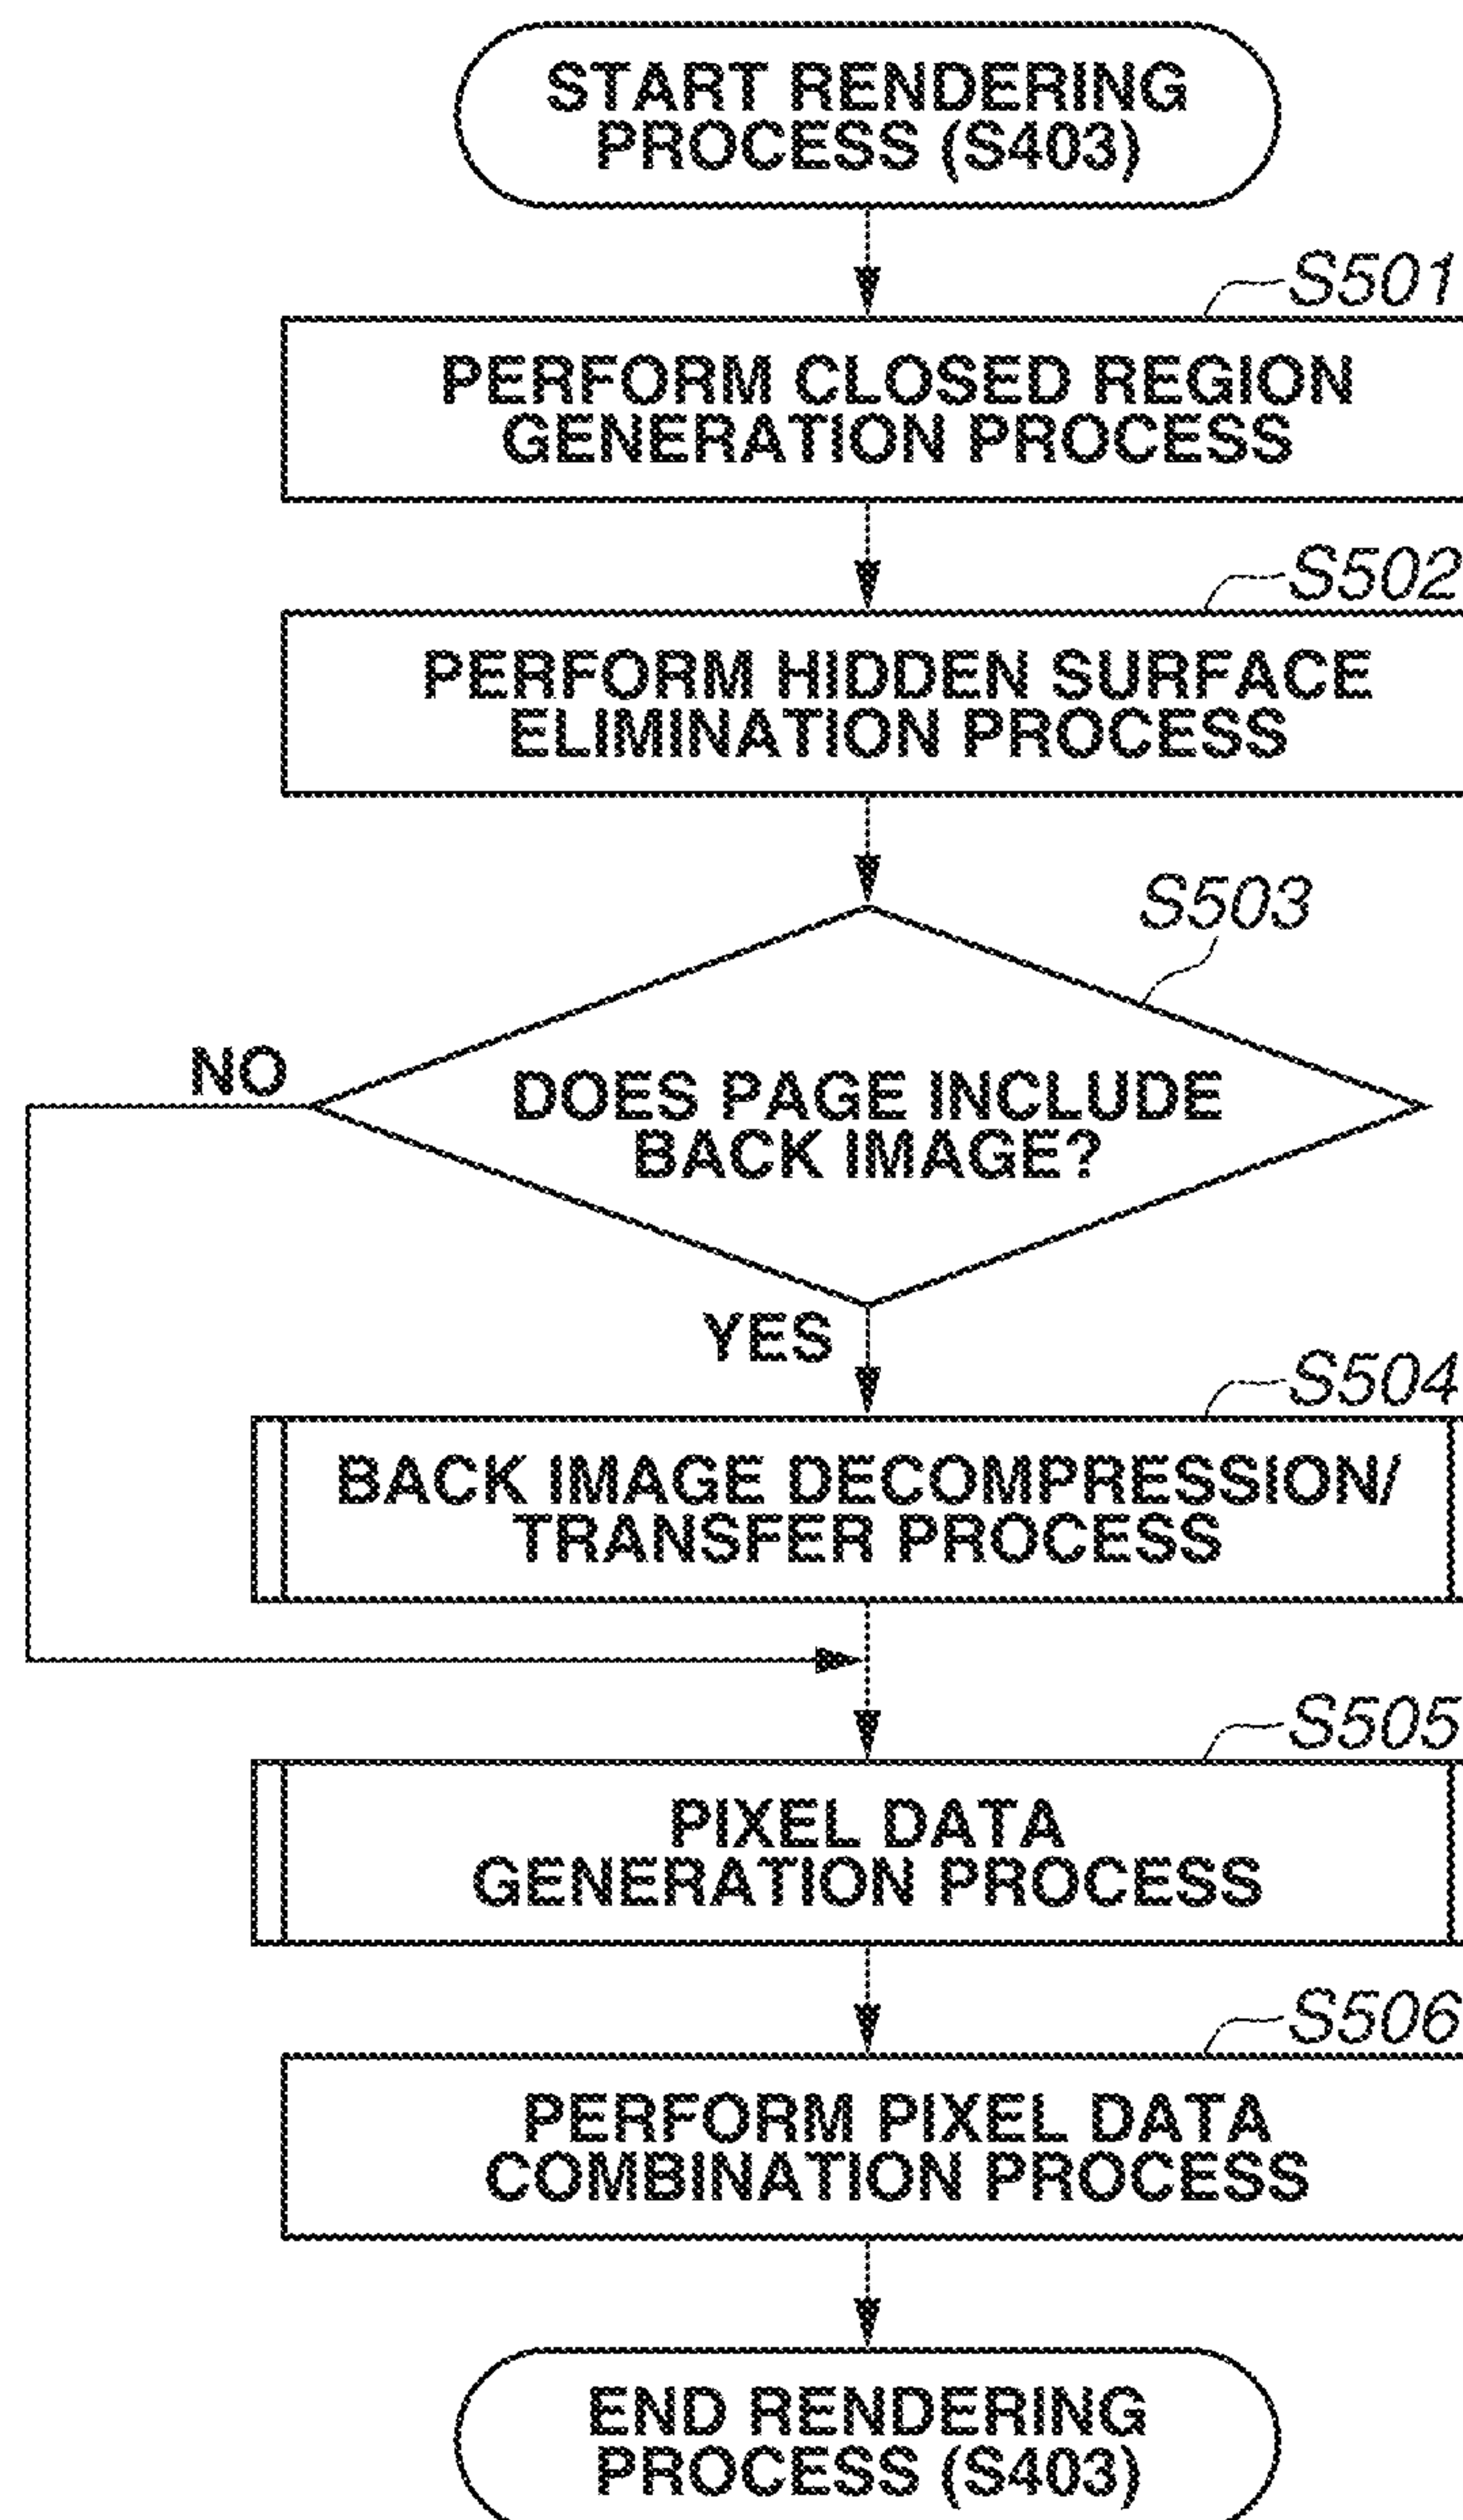 START RENDERING
PROCESS (S403)
S501
PERFORM CLOSED REGION
GENERATION PROCESS
S502
PERFORM HIDDEN SURFACE
ELIMINATION PROCESS
S503
NO
DOES PAGE INCLUDE
BACK IMAGE?
YES
S504
BACK IMAGE DECOMPRESSION/
TRANSFER PROCESS
S505
PIXEL DATA
GENERATION PROCESS
S506
PERFORM PIXEL DATA
COMBINATION PROCESS
END RENDERING
PROCESS (S403)